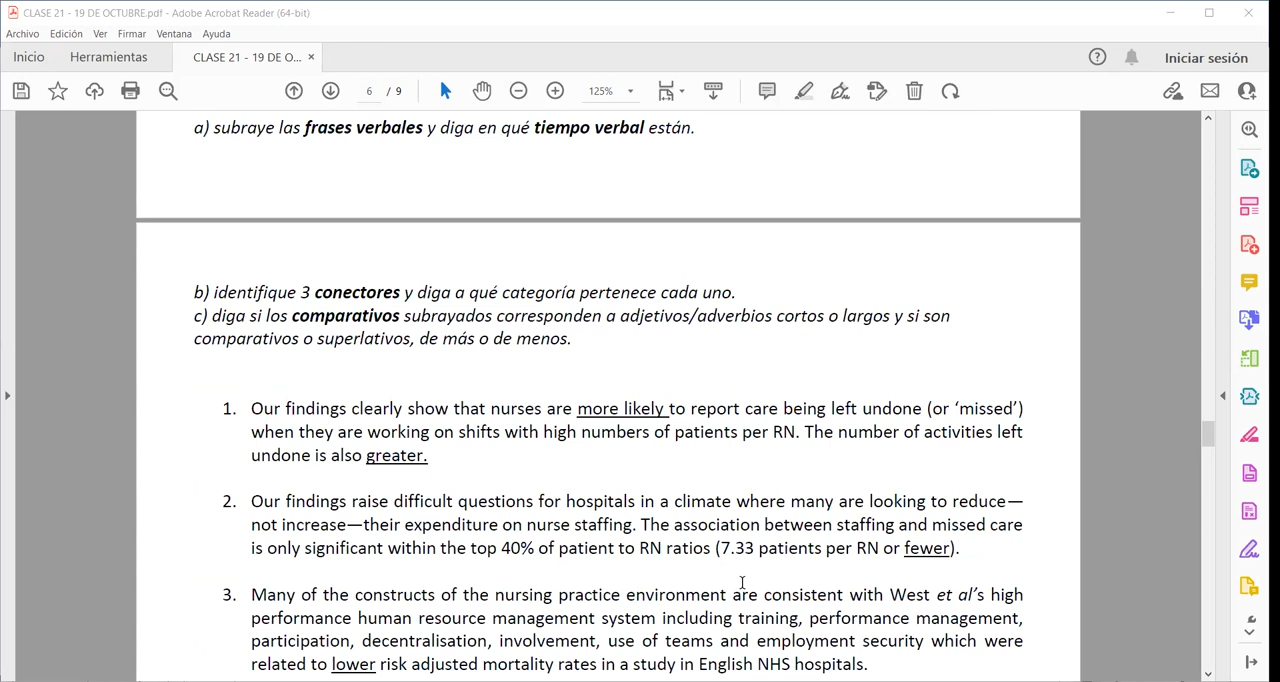 CLASE 21 - 19 DE OCTUBRE.pdf - Adobe Acrobat Reader (64-bit)
Archivo Edición Ver Firmar Ventana Ayuda
Inicio Herramientas CLASE 21 - 19 DE O... × Iniciar sesión
6 / 9 125%
a) subraye las frases verbales y diga en qué tiempo verbal están.
b) identifique 3 conectores y diga a qué categoría pertenece cada uno.
c) diga si los comparativos subrayados corresponden a adjetivos/adverbios cortos o largos y si son
comparativos o superlativos, de más o de menos.
1. Our findings clearly show that nurses are more likely to report care being left undone (or ‘missed’)
when they are working on shifts with high numbers of patients per RN. The number of activities left
undone is also greater.
2. Our findings raise difficult questions for hospitals in a climate where many are looking to reduce—
not increase—their expenditure on nurse staffing. The association between staffing and missed care
is only significant within the top 40% of patient to RN ratios (7.33 patients per RN or fewer).
3. Many of the constructs of the nursing practice environment are consistent with West et al’s high
performance human resource management system including training, performance management,
participation, decentralisation, involvement, use of teams and employment security which were
related to lower risk adjusted mortality rates in a study in English NHS hospitals.